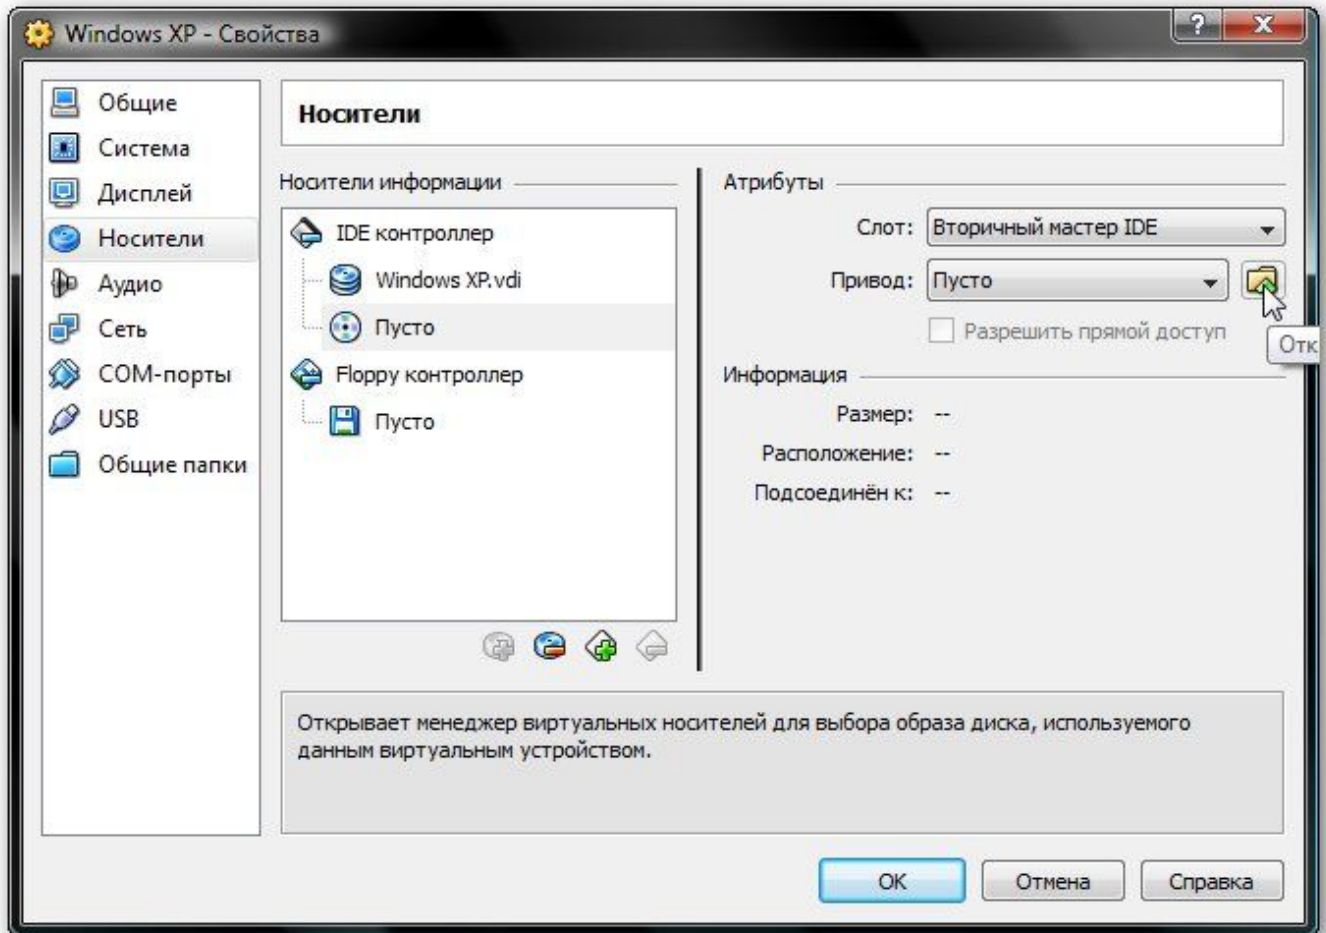 Windows XP - Свойства
Общие
Система
Дисплей
Носители
Аудио
Сеть
COM-порты
USB
Общие папки
Носители
Носители информации
IDE контроллер
Windows XP.vdi
Пусто
Floppy контроллер
Пусто
Атрибуты
Слот: Вторичный мастер IDE
Привод: Пусто
Разрешить прямой доступ
Отк
Информация
Размер: --
Расположение: --
Подсоединён к: --
Открывает менеджер виртуальных носителей для выбора образа диска, используемого
данным виртуальным устройством.
OK Отмена Справка